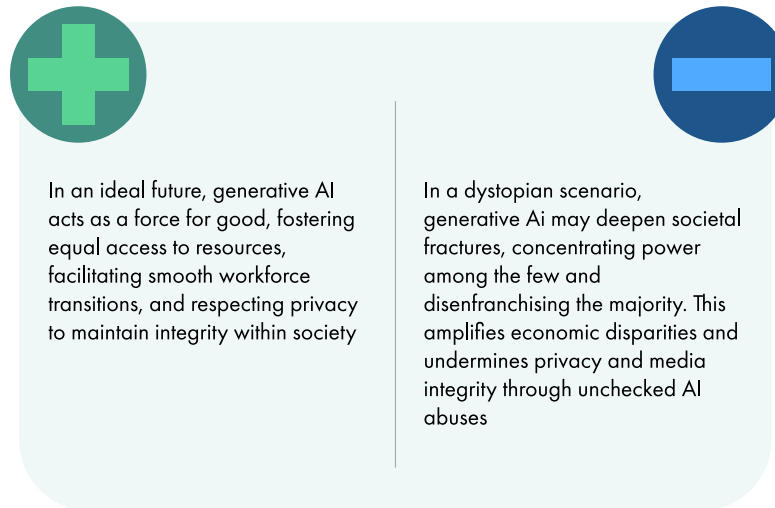 In an ideal future, generative AI
acts as a force for good, fostering
equal access to resources,
facilitating smooth workforce
transitions, and respecting privacy
to maintain integrity within society
In a dystopian scenario,
generative Ai may deepen societal
fractures, concentrating power
among the few and
disenfranchising the majority. This
amplifies economic disparities and
undermines privacy and media
integrity through unchecked AI
abuses